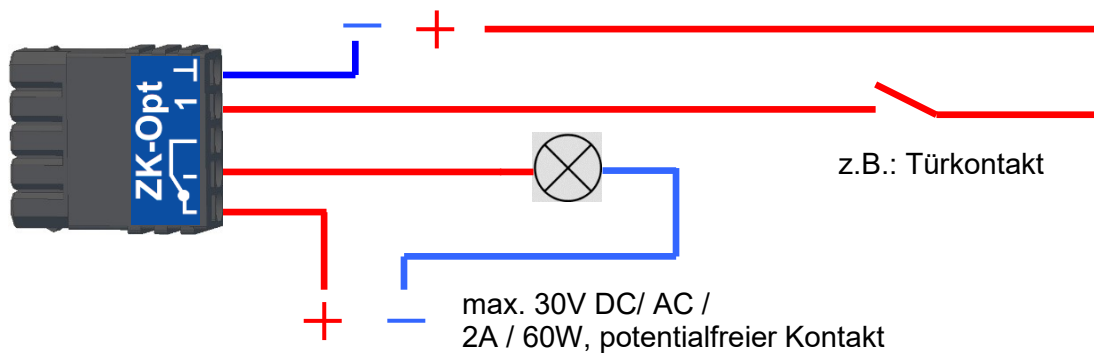 ZK-Opt
1
z.B.: Türkontakt
max. 30V DC/ AC /
2A / 60W, potentialfreier Kontakt